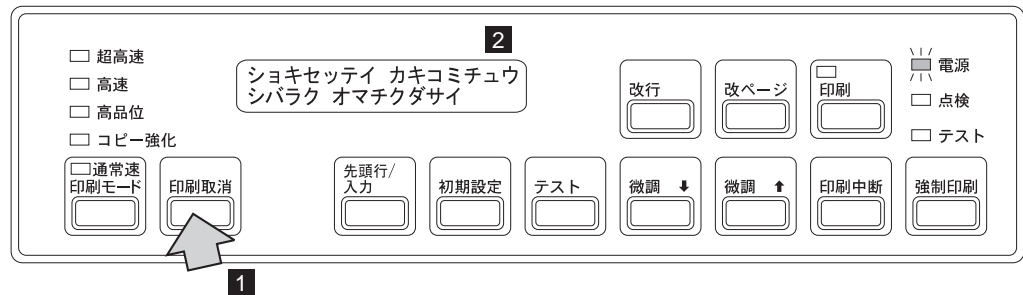 2
超高速
高速
高品位
コピー強化
ショキセッテイ カキコミチュウ
シバラク オマチクダサイ
改行
改ページ
印刷
電源
点検
テスト
通常速
印刷モード
印刷取消
先頭行/
入力
初期設定
テスト
微調 ⬇
微調 ⬆
印刷中断
強制印刷
1